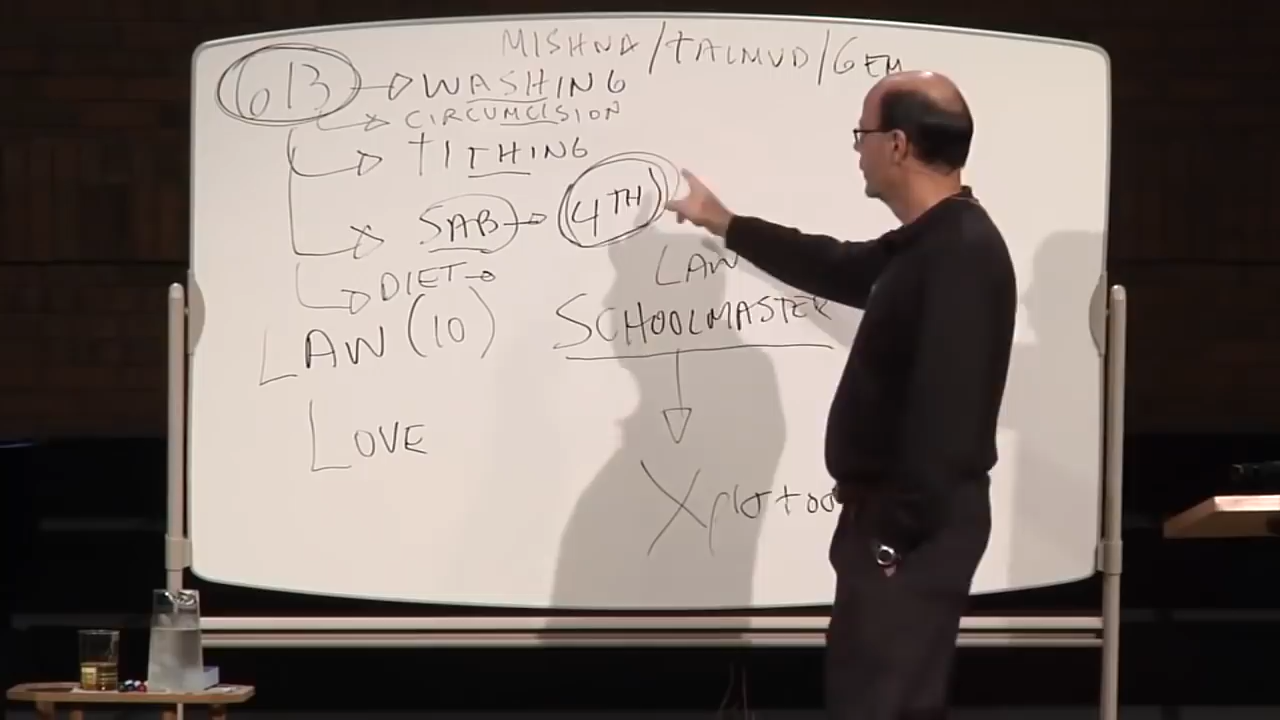 MISHNA/TALMUD/GEM
613 → WASHING
CIRCUMCISION
TITHING
SAB → 4TH
DIET
LAW
LAW (10)
SCHOOLMASTER
LOVE